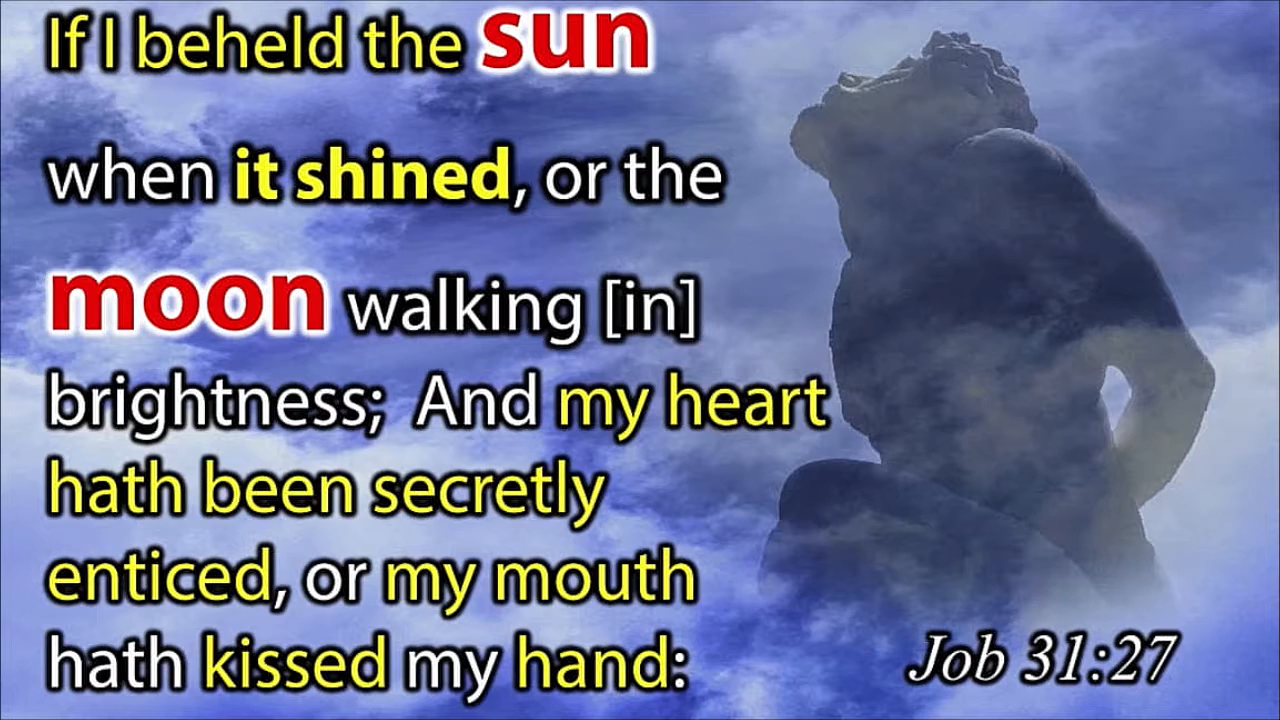 If I beheld the sun
when it shined, or the
moon walking [in]
brightness;  And my heart
hath been secretly
enticed, or my mouth
hath kissed my hand:
Job 31:27